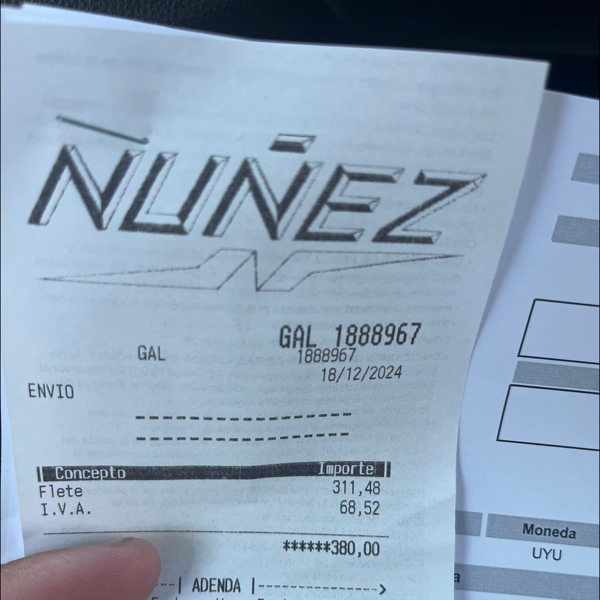 ÑUÑEZ
GAL 1888967
GAL 1888967
18/12/2024
ENVIO
Concepto Importe
Flete 311,48
I.V.A. 68,52
******380,00
---| ADENDA |-------------->
Moneda
UYU
a